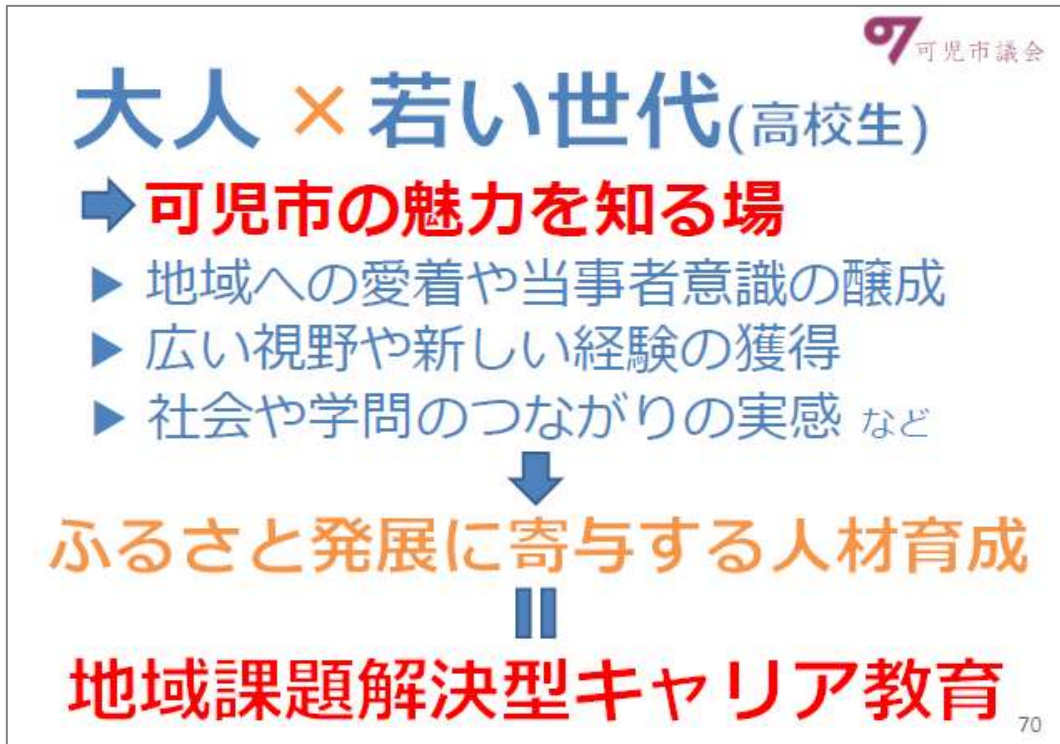 可児市議会
大人×若い世代(高校生)
可児市の魅力を知る場
地域への愛着や当事者意識の醸成
広い視野や新しい経験の獲得
社会や学問のつながりの実感 など
ふるさと発展に寄与する人材育成
地域課題解決型キャリア教育
70